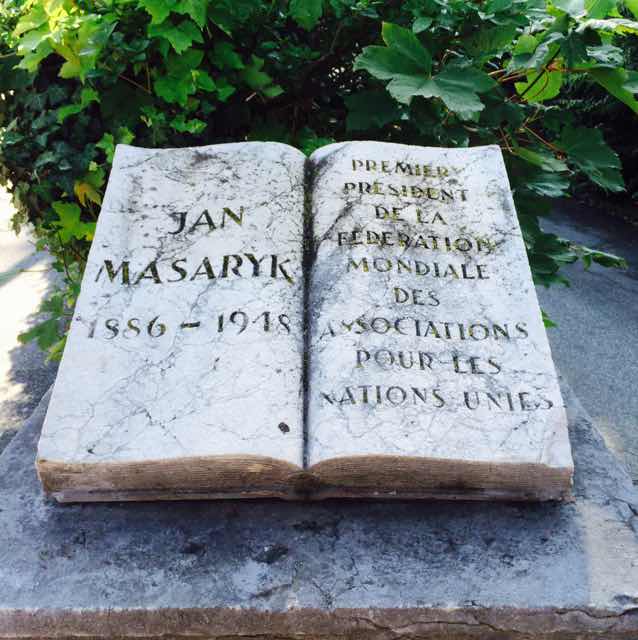 JAN
MASARYK
1886 – 1948
PREMIER
PRÉSIDENT
DE LA
FÉDÉRATION
MONDIALE
DES
ASSOCIATIONS
POUR LES
NATIONS UNIES